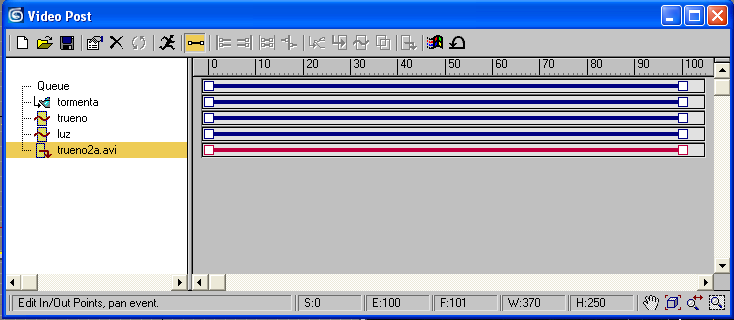 Video Post
0 10 20 30 40 50 60 70 80 90 100
Queue
tormenta
trueno
luz
trueno2a.avi
Edit In/Out Points, pan event. S:0 E:100 F:101 W:370 H:250